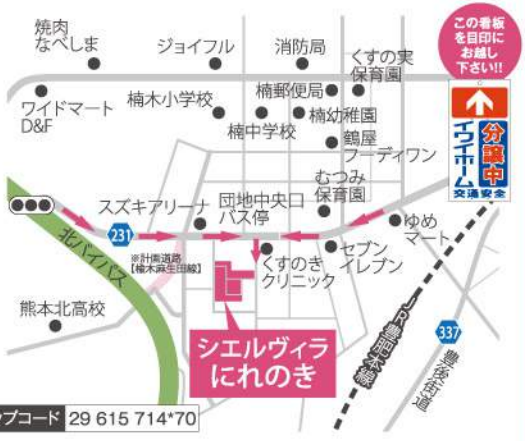 この看板
を目印に
お越し
下さい!!
焼肉
なべしま
ジョイフル
消防局
くすの実
保育園
ワイドマート
D&F
楠木小学校
楠郵便局
楠中学校
楠幼稚園
鶴屋
フーディワン
分譲中
イワイホーム
交通安全
むつみ
保育園
スズキアリーナ
団地中央口
バス停
ゆめ
マート
231
※計画道路
【楡木麻生田線】
くすのき
クリニック
セブン
イレブン
北バイパス
熊本北高校
シエルヴィラ
にれのき
JR豊肥本線
337
豊後街道
ップコード 29 615 714*70